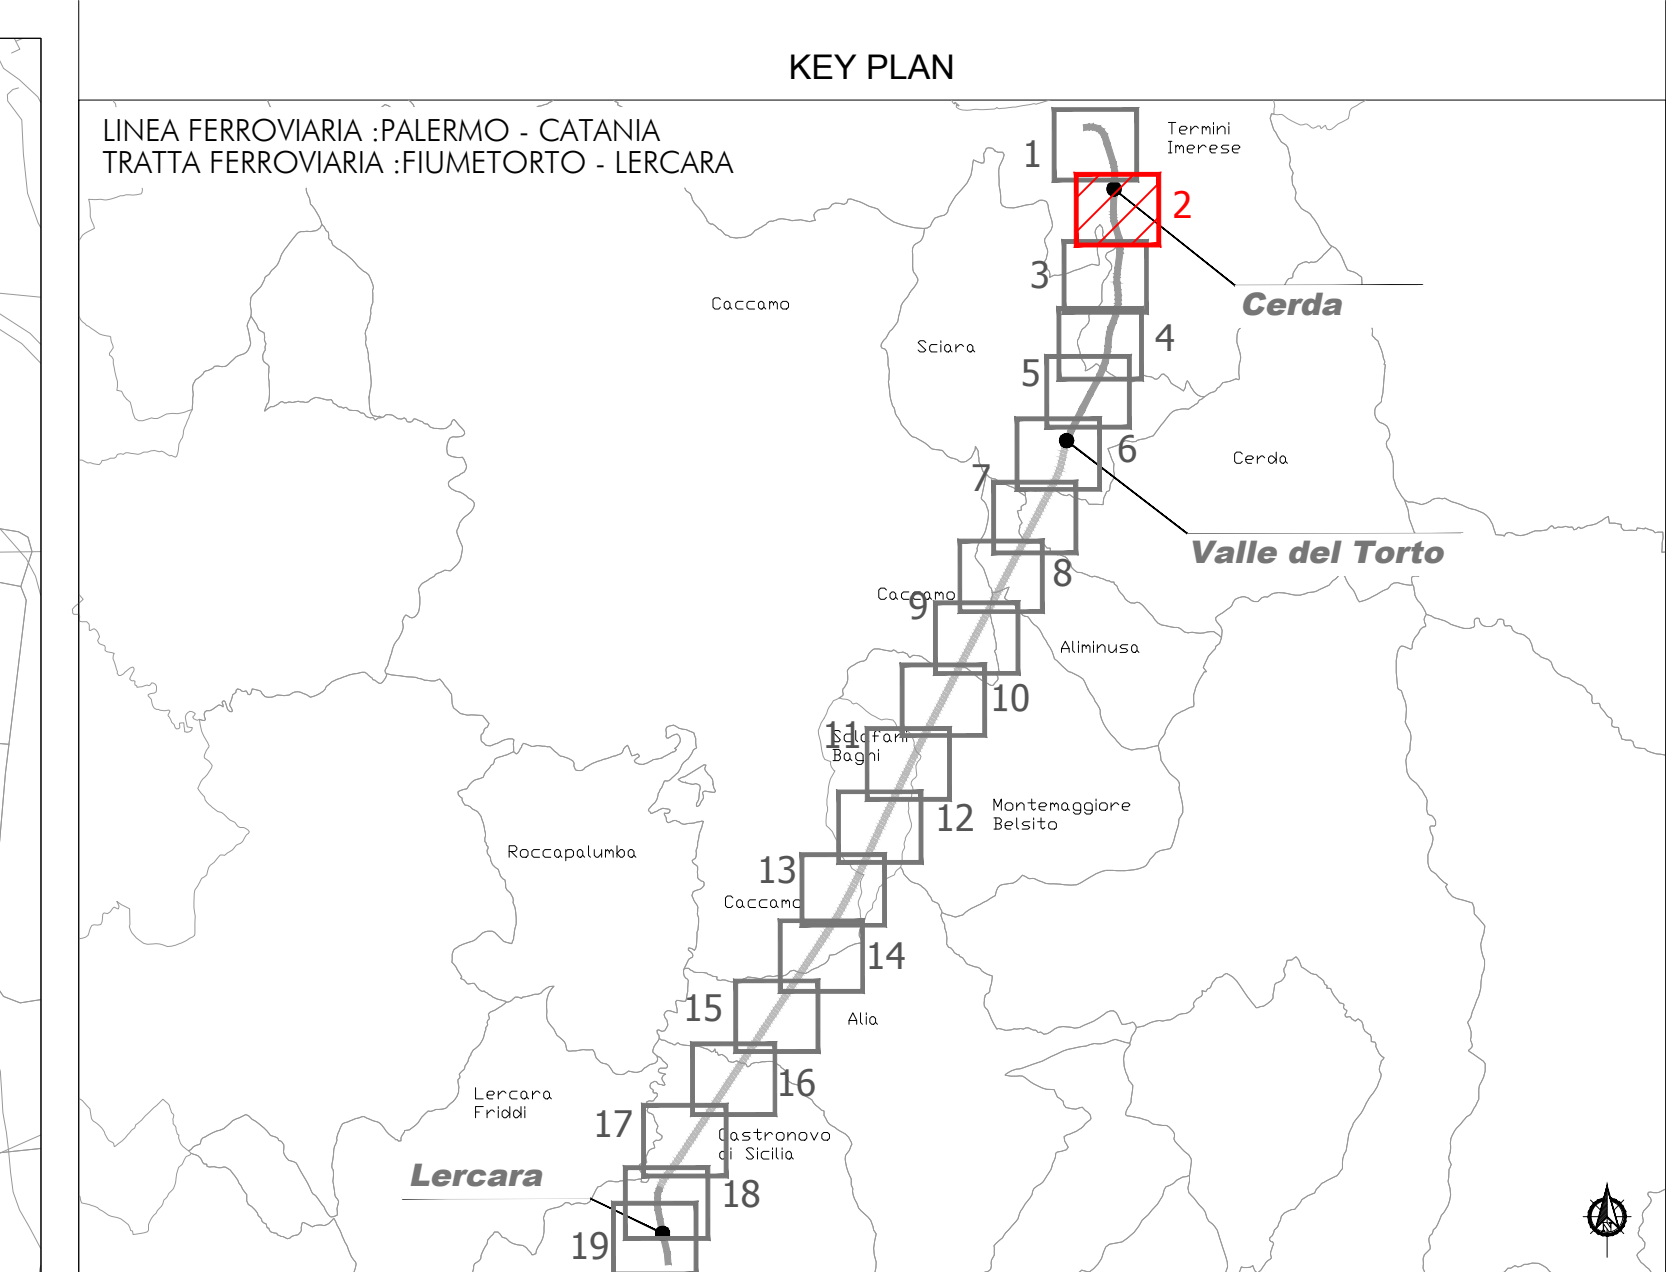 KEY PLAN
LINEA FERROVIARIA :PALERMO - CATANIA
TRATTA FERROVIARIA :FIUMETORTO - LERCARA
Termini
Imerese
1
2
3
Cerda
Caccamo
Sciara
4
5
6
Cerda
7
Valle del Torto
8
Caccamo
9
Aliminusa
10
11
Sclafani
Bagni
12
Montemaggiore
Belsito
Roccapalumba
13
Caccamo
14
15
Alia
16
Lercara
Friddi
17
Castronovo
di Sicilia
Lercara
18
19
N